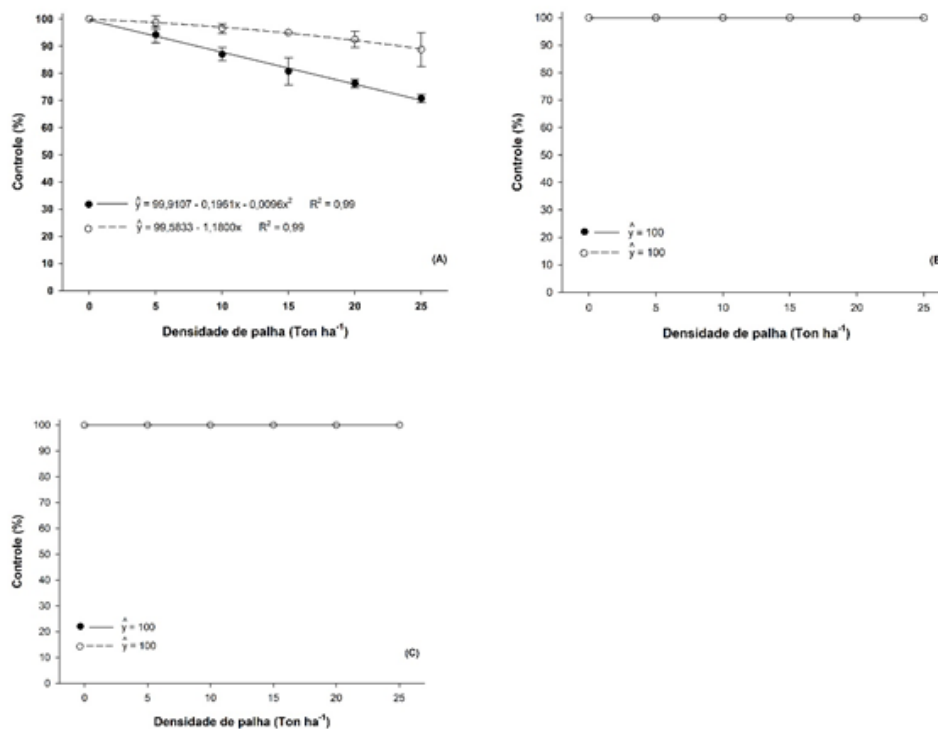 100
90
80
70
60
50
40
30
20
10
0
Controle (%)
ŷ = 99,9107 - 0,1961x - 0,0096x² R² = 0,99
ŷ = 99,5833 - 1,1800x R² = 0,99
(A)
0 5 10 15 20 25
Densidade de palha (Ton ha⁻¹)
100
90
80
70
60
50
40
30
20
10
0
Controle (%)
ŷ = 100
ŷ = 100
(B
0 5 10 15 20 25
Densidade de palha (Ton ha⁻¹)
100
90
80
70
60
50
40
30
20
10
0
Controle (%)
ŷ = 100
ŷ = 100
(C)
0 5 10 15 20 25
Densidade de palha (Ton ha⁻¹)